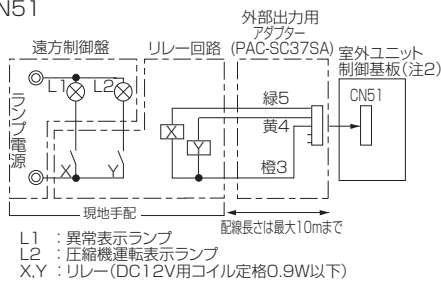 CN51
外部出力用
アダプター
(PAC-SC37SA)
遠方制御盤
リレー回路
室外ユニット
制御基板(注2)
L1
L2
CN51
緑5
黄4
橙3
X
Y
ランプ電源
X
Y
現地手配
配線長さは最大10mまで
L1 ：異常表示ランプ
L2 ：圧縮機運転表示ランプ
X,Y ：リレー(DC12V用コイル定格0.9W以下)